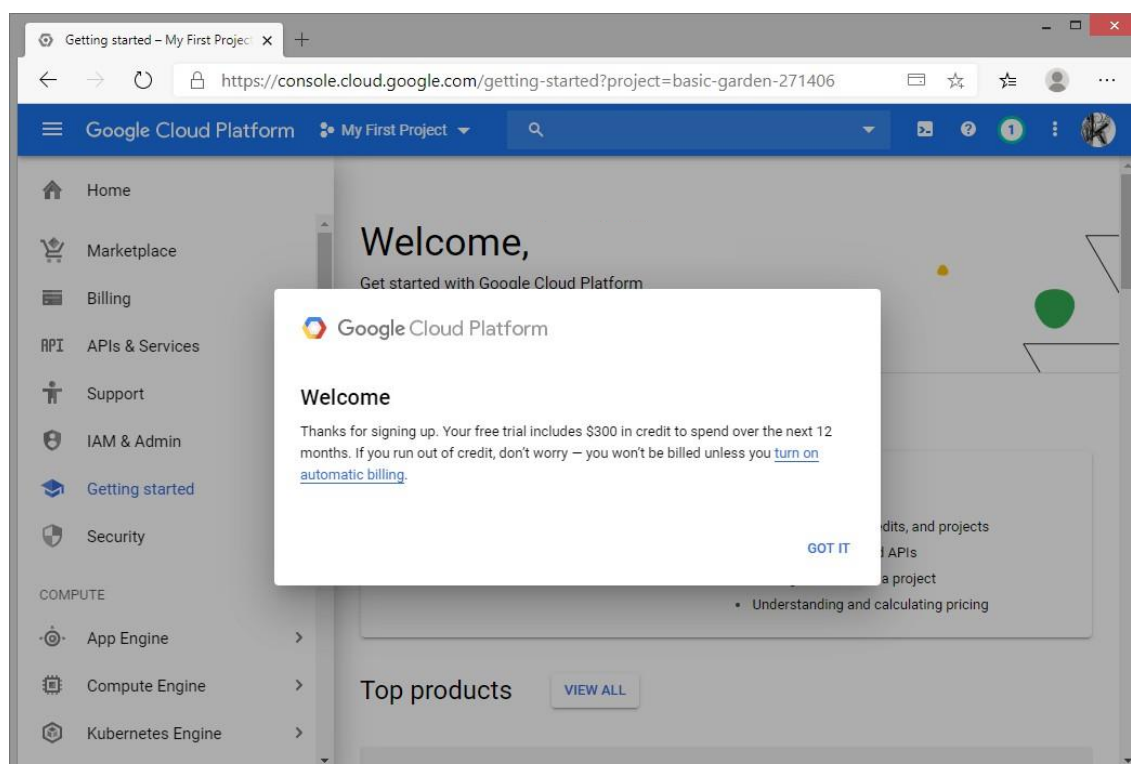 Getting started – My First Projec
https://console.cloud.google.com/getting-started?project=basic-garden-271406
Google Cloud Platform
My First Project
1
Home
Marketplace
Billing
API
APIs & Services
Support
IAM & Admin
Getting started
Security
COMPUTE
App Engine
Compute Engine
Kubernetes Engine
Welcome,
Get started with Google Cloud Platform
Google Cloud Platform
Welcome
Thanks for signing up. Your free trial includes $300 in credit to spend over the next 12
months. If you run out of credit, don't worry — you won't be billed unless you turn on
automatic billing.
GOT IT
and projects
APIs
a project
• Understanding and calculating pricing
Top products
VIEW ALL